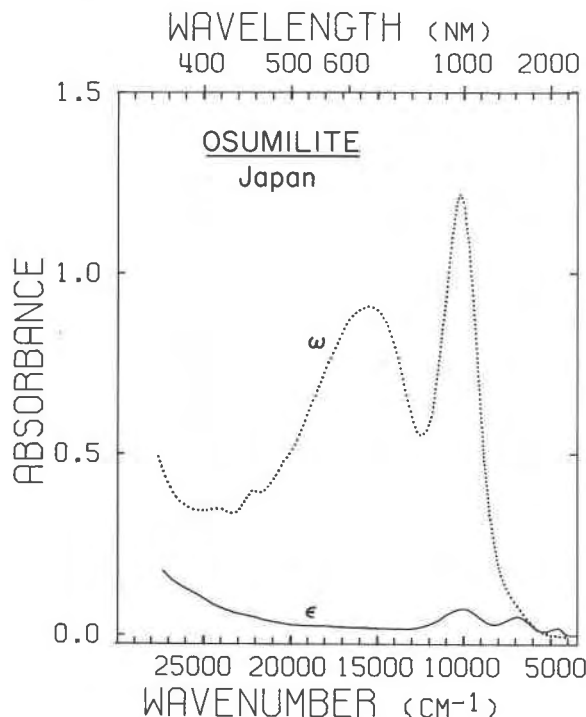 WAVELENGTH (NM)
400 500 600 1000 2000
1.5
OSUMILITE
Japan
1.0
ω
0.5
ϵ
0.0
ABSORBANCE
25000 20000 15000 10000 5000
WAVENUMBER (CM-1)